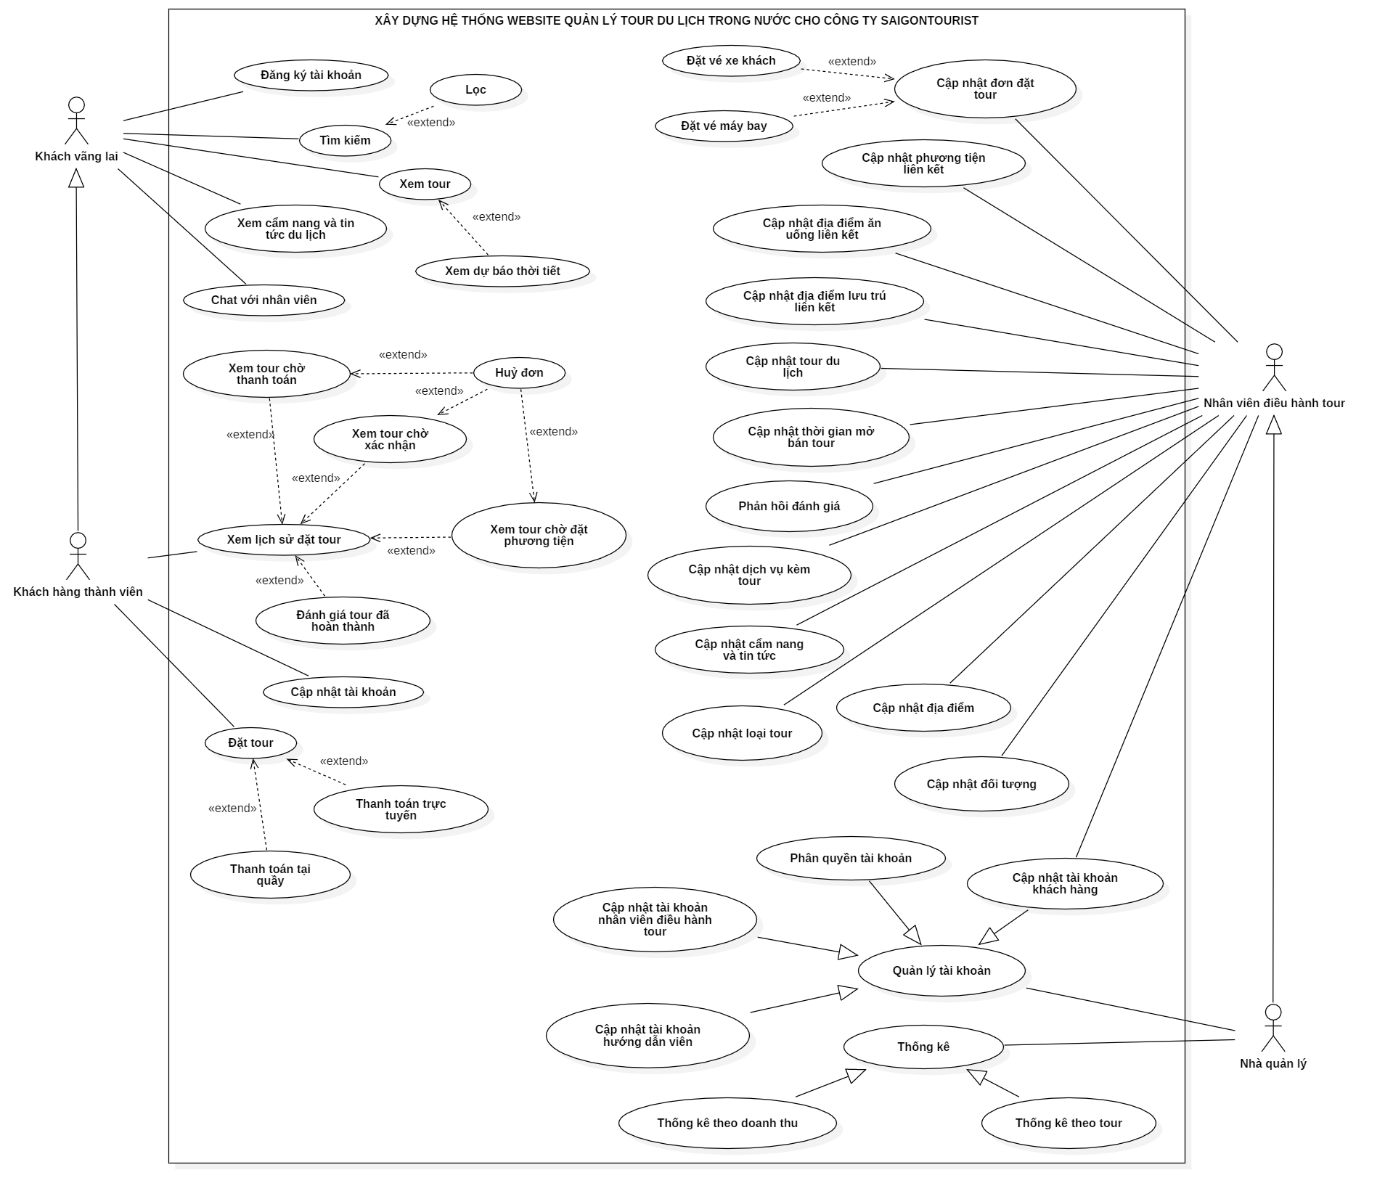 XÂY DỰNG HỆ THỐNG WEBSITE QUẢN LÝ TOUR DU LỊCH TRONG NƯỚC CHO CÔNG TY SAIGONTOURIST
Đăng ký tài khoản
Lọc
«extend»
Tìm kiếm
Khách vãng lai
Xem tour
«extend»
Xem cẩm nang và tin
tức du lịch
Xem dự báo thời tiết
Chat với nhân viên
Đặt vé xe khách
«extend»
Cập nhật đơn đặt
tour
«extend»
Đặt vé máy bay
Cập nhật phương tiện
liên kết
Cập nhật địa điểm ăn
uống liên kết
Cập nhật địa điểm lưu trú
liên kết
Cập nhật tour du
lịch
Nhân viên điều hành tour
Cập nhật thời gian mở
bán tour
Phản hồi đánh giá
Cập nhật dịch vụ kèm
tour
Cập nhật cẩm nang
và tin tức
Cập nhật loại tour
Cập nhật địa điểm
Cập nhật đối tượng
«extend»
Xem tour chờ
thanh toán
Huỷ đơn
«extend»
«extend»
Xem tour chờ
xác nhận
«extend»
«extend»
Xem lịch sử đặt tour
Xem tour chờ đặt
phương tiện
«extend»
«extend»
Khách hàng thành viên
Đánh giá tour đã
hoàn thành
Cập nhật tài khoản
Đặt tour
«extend»
Thanh toán trực
tuyến
«extend»
Thanh toán tại
quầy
Phân quyền tài khoản
Cập nhật tài khoản
khách hàng
Cập nhật tài khoản
nhân viên điều hành
tour
Quản lý tài khoản
Cập nhật tài khoản
hướng dẫn viên
Thống kê
Nhà quản lý
Thống kê theo doanh thu
Thống kê theo tour